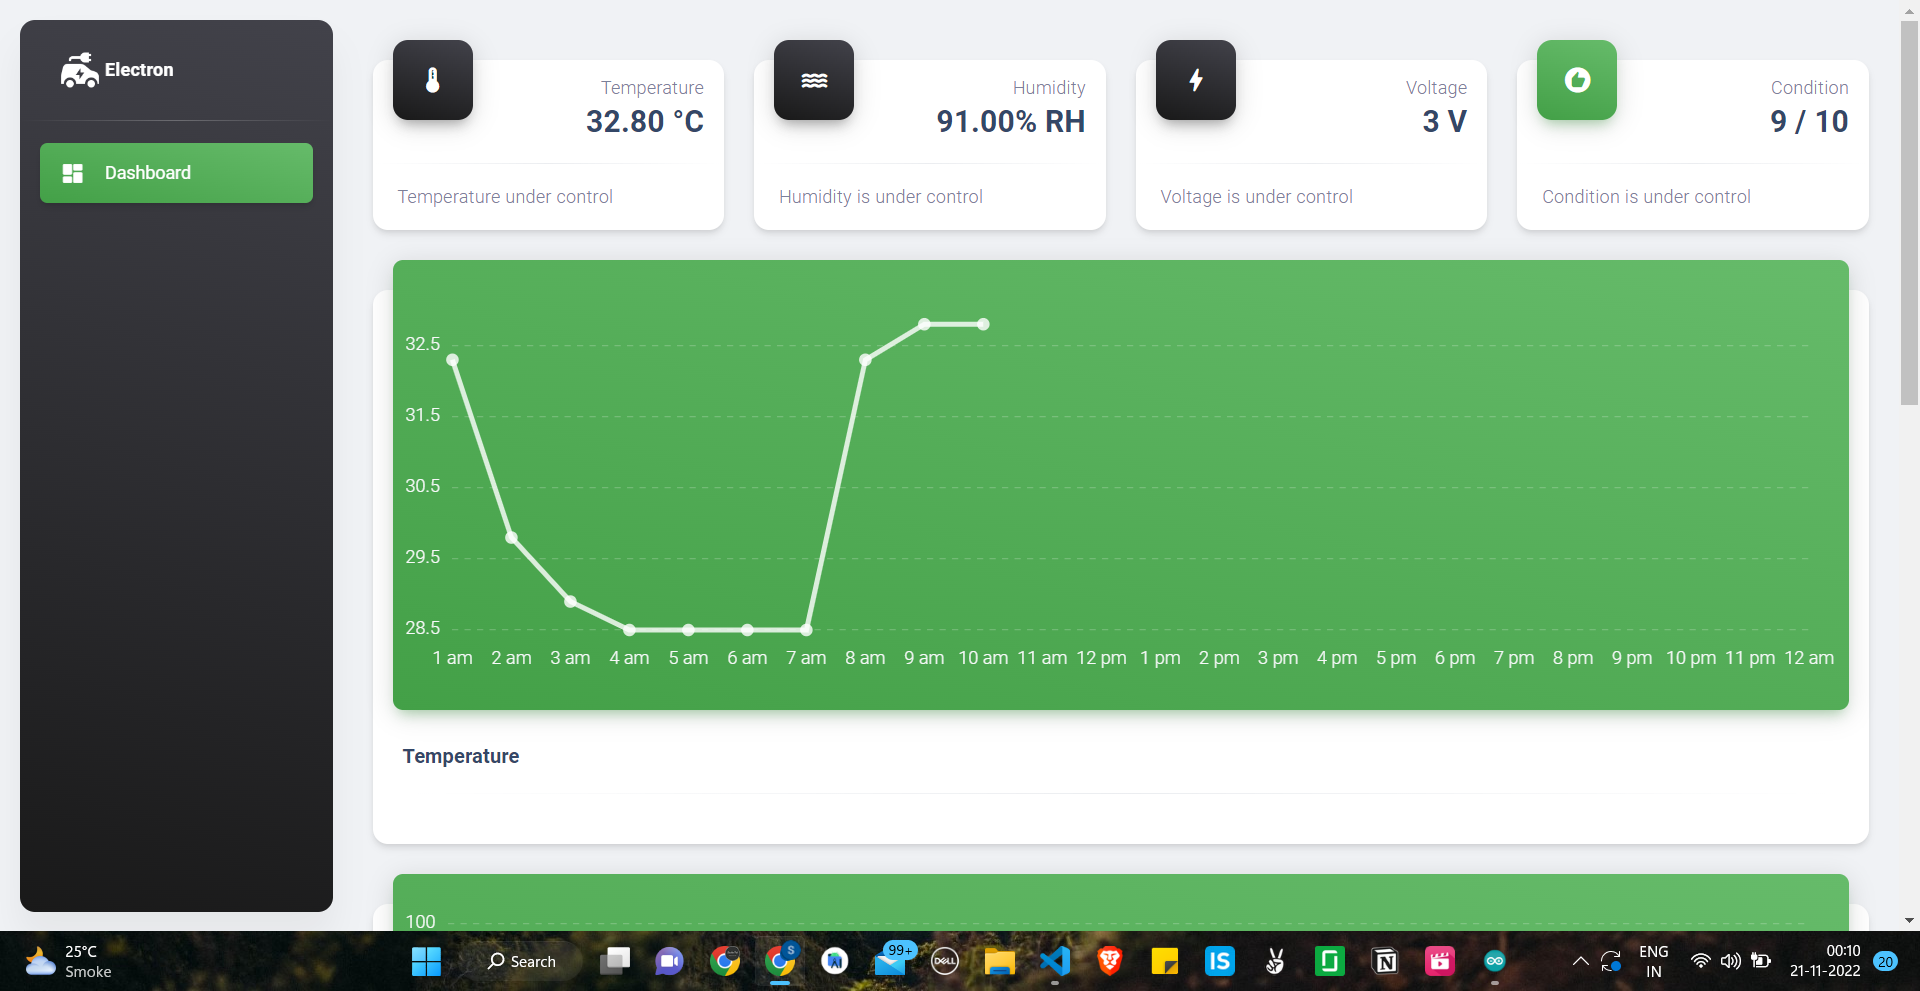 Electron
Dashboard
Temperature
32.80 °C
Temperature under control
Humidity
91.00% RH
Humidity is under control
Voltage
3 V
Voltage is under control
Condition
9 / 10
Condition is under control
32.5
31.5
30.5
29.5
28.5
1 am 2 am 3 am 4 am 5 am 6 am 7 am 8 am 9 am 10 am 11 am 12 pm 1 pm 2 pm 3 pm 4 pm 5 pm 6 pm 7 pm 8 pm 9 pm 10 pm 11 pm 12 am
Temperature
100
25°C
Smoke
Search
S
99+
DELL
IS
N
ENG
IN
00:10
21-11-2022
20